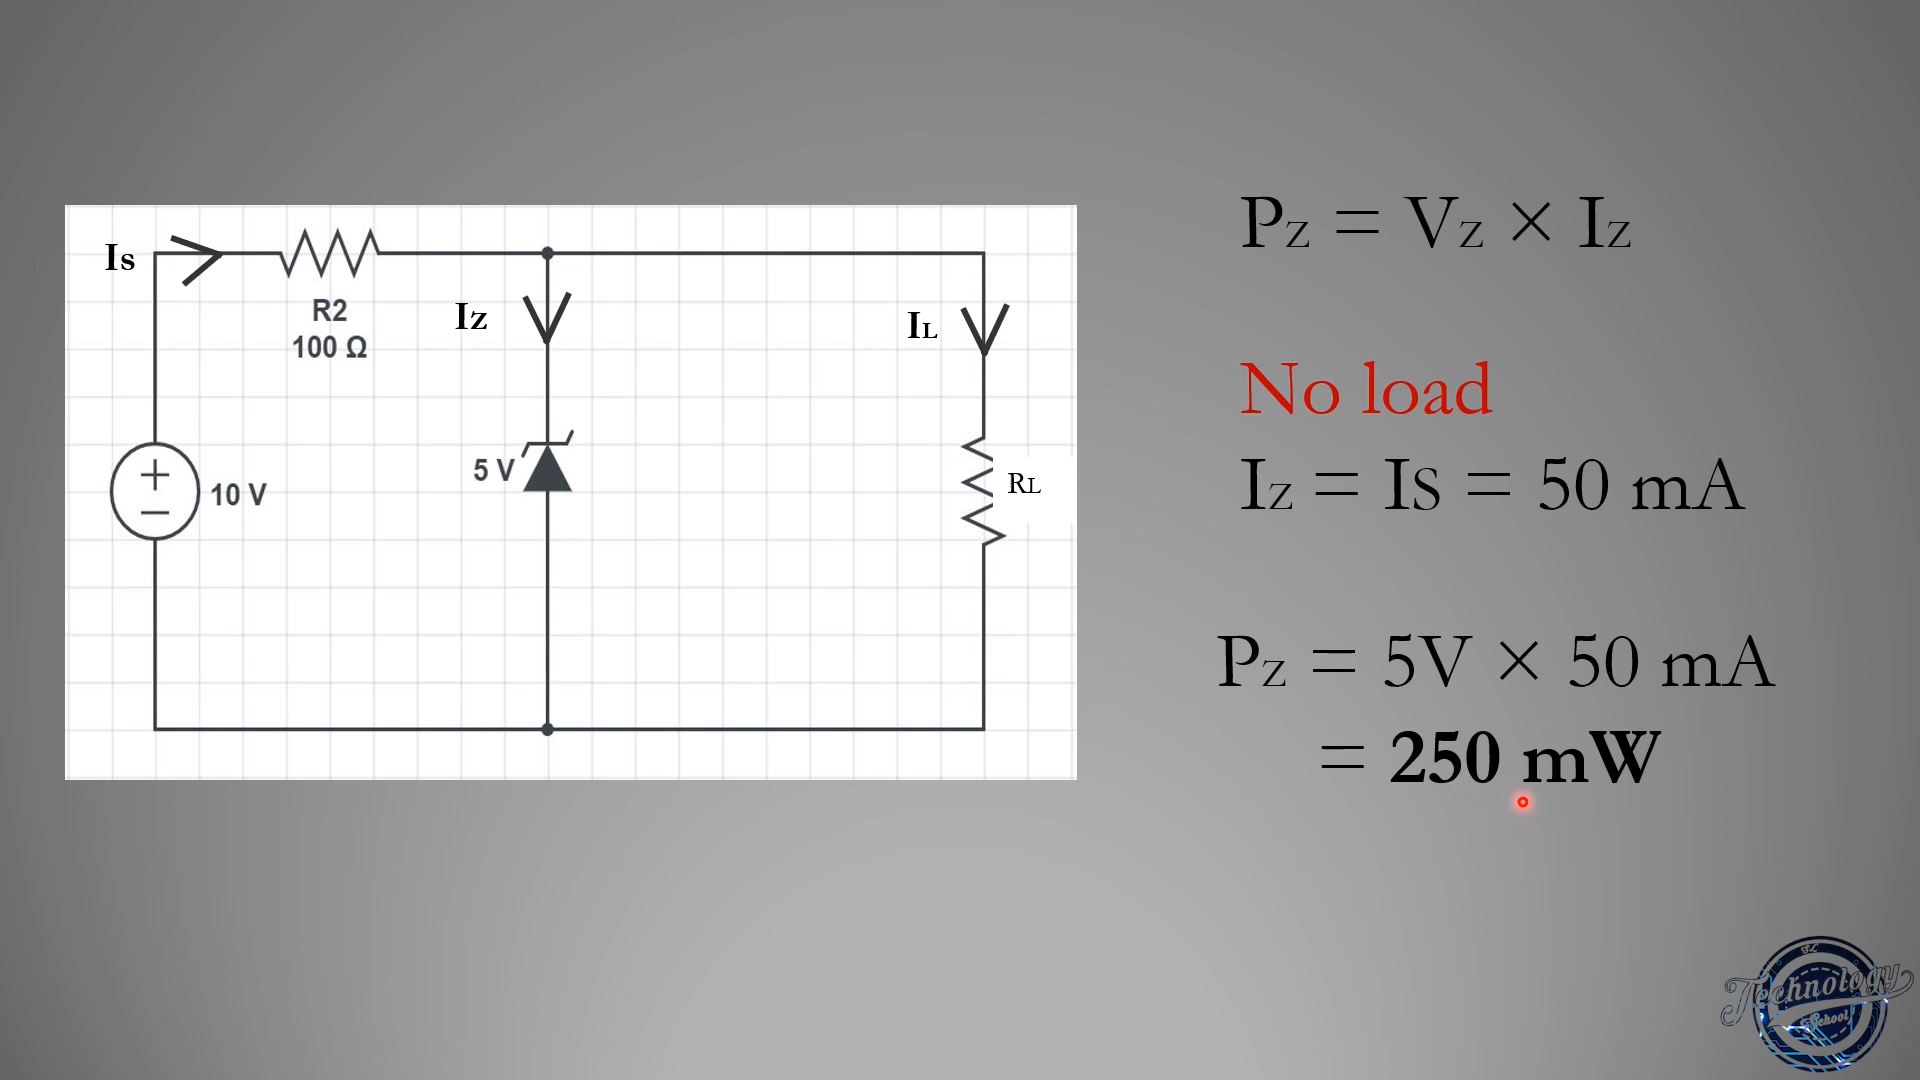 Is
R2
100 Ω
Iz
IL
10 V
5 V
RL
Pz = Vz × Iz
No load
Iz = Is = 50 mA
Pz = 5V × 50 mA
= 250 mW
Technology
School